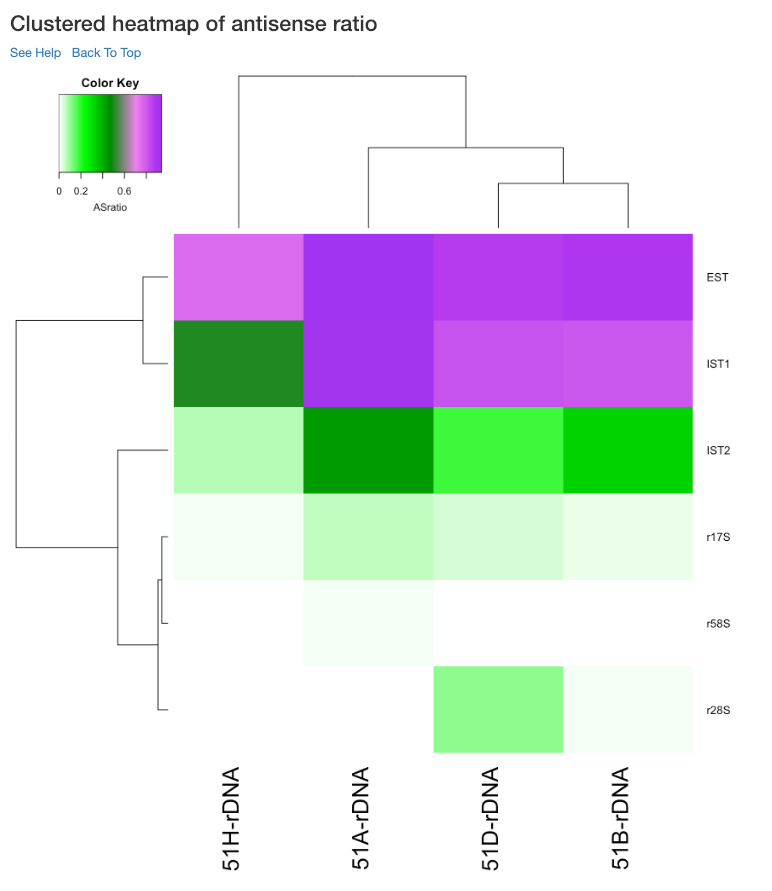 Clustered heatmap of antisense ratio
See Help Back To Top
Color Key
0 0.2 0.6
ASratio
EST
IST1
IST2
r17S
r58S
r28S
51H-rDNA
51A-rDNA
51D-rDNA
51B-rDNA